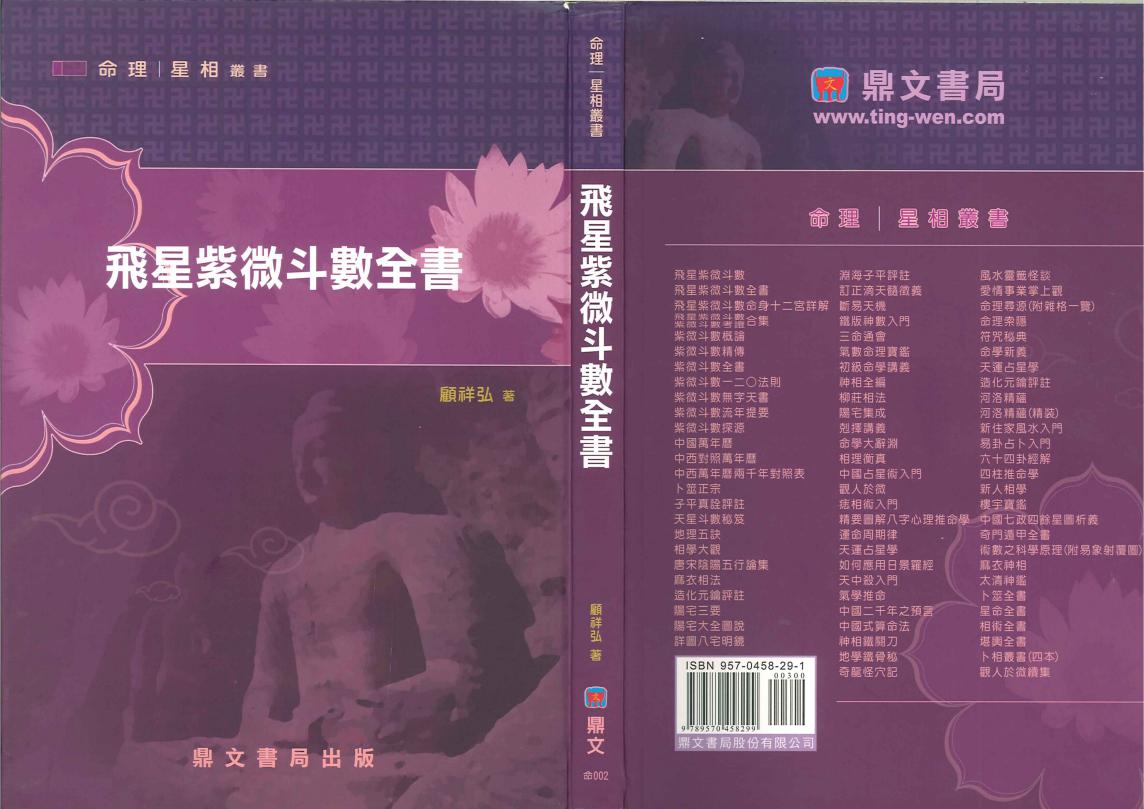 命理｜星相叢書
飛星紫微斗數全書
顧祥弘 著
鼎文書局出版
命理｜星相叢書
飛星紫微斗數全書
顧祥弘 著
文
鼎文
命002
文
鼎文書局
www.ting-wen.com
命理｜星相叢書
飛星紫微斗數
飛星紫微斗數全書
飛星紫微斗數命身十二宮詳解
飛星紫微斗數
紫微斗數考證合集
紫微斗數概論
紫微斗數精傳
紫微斗數全書
紫微斗數一二〇法則
紫微斗數無字天書
紫微斗數流年提要
紫微斗數探源
中國萬年曆
中西對照萬年曆
中西萬年曆兩千年對照表
卜筮正宗
子平真詮評註
天星斗數秘笈
地理五訣
相學大觀
唐宋陰陽五行論集
麻衣相法
造化元鑰評註
陽宅三要
陽宅大全圖說
詳圖八宅明鏡
淵海子平評註
訂正滴天髓徵義
斷易天機
鐵版神數入門
三命通會
氣數命理寶鑑
初級命學講義
神相全編
柳莊相法
陽宅集成
剋擇講義
命學大辭淵
相理衡真
中國占星術入門
觀人於微
痣相術入門
精要圖解八字心理推命學
運命周期律
天運占星學
如何應用日景羅經
天中殺入門
氣學推命
中國二千年之預言
中國式算命法
神相鐵關刀
地學鐵骨秘
奇龍怪穴記
風水靈籤怪談
愛情事業掌上觀
命理尋源(附雜格一覽)
命理索隱
符咒秘典
命學新義
天運占星學
造化元鑰評註
河洛精蘊
河洛精蘊(精裝)
新住家風水入門
易卦占卜入門
六十四卦經解
四柱推命學
新人相學
樓宇寶鑑
中國七政四餘星圖析義
奇門遁甲全書
術數之科學原理(附易象射覆圖)
麻衣神相
太清神鑑
卜筮全書
星命全書
相術全書
堪輿全書
卜相叢書(四本)
觀人於微續集
ISBN 957-0458-29-1
00300
9 789570 458299
鼎文書局股份有限公司